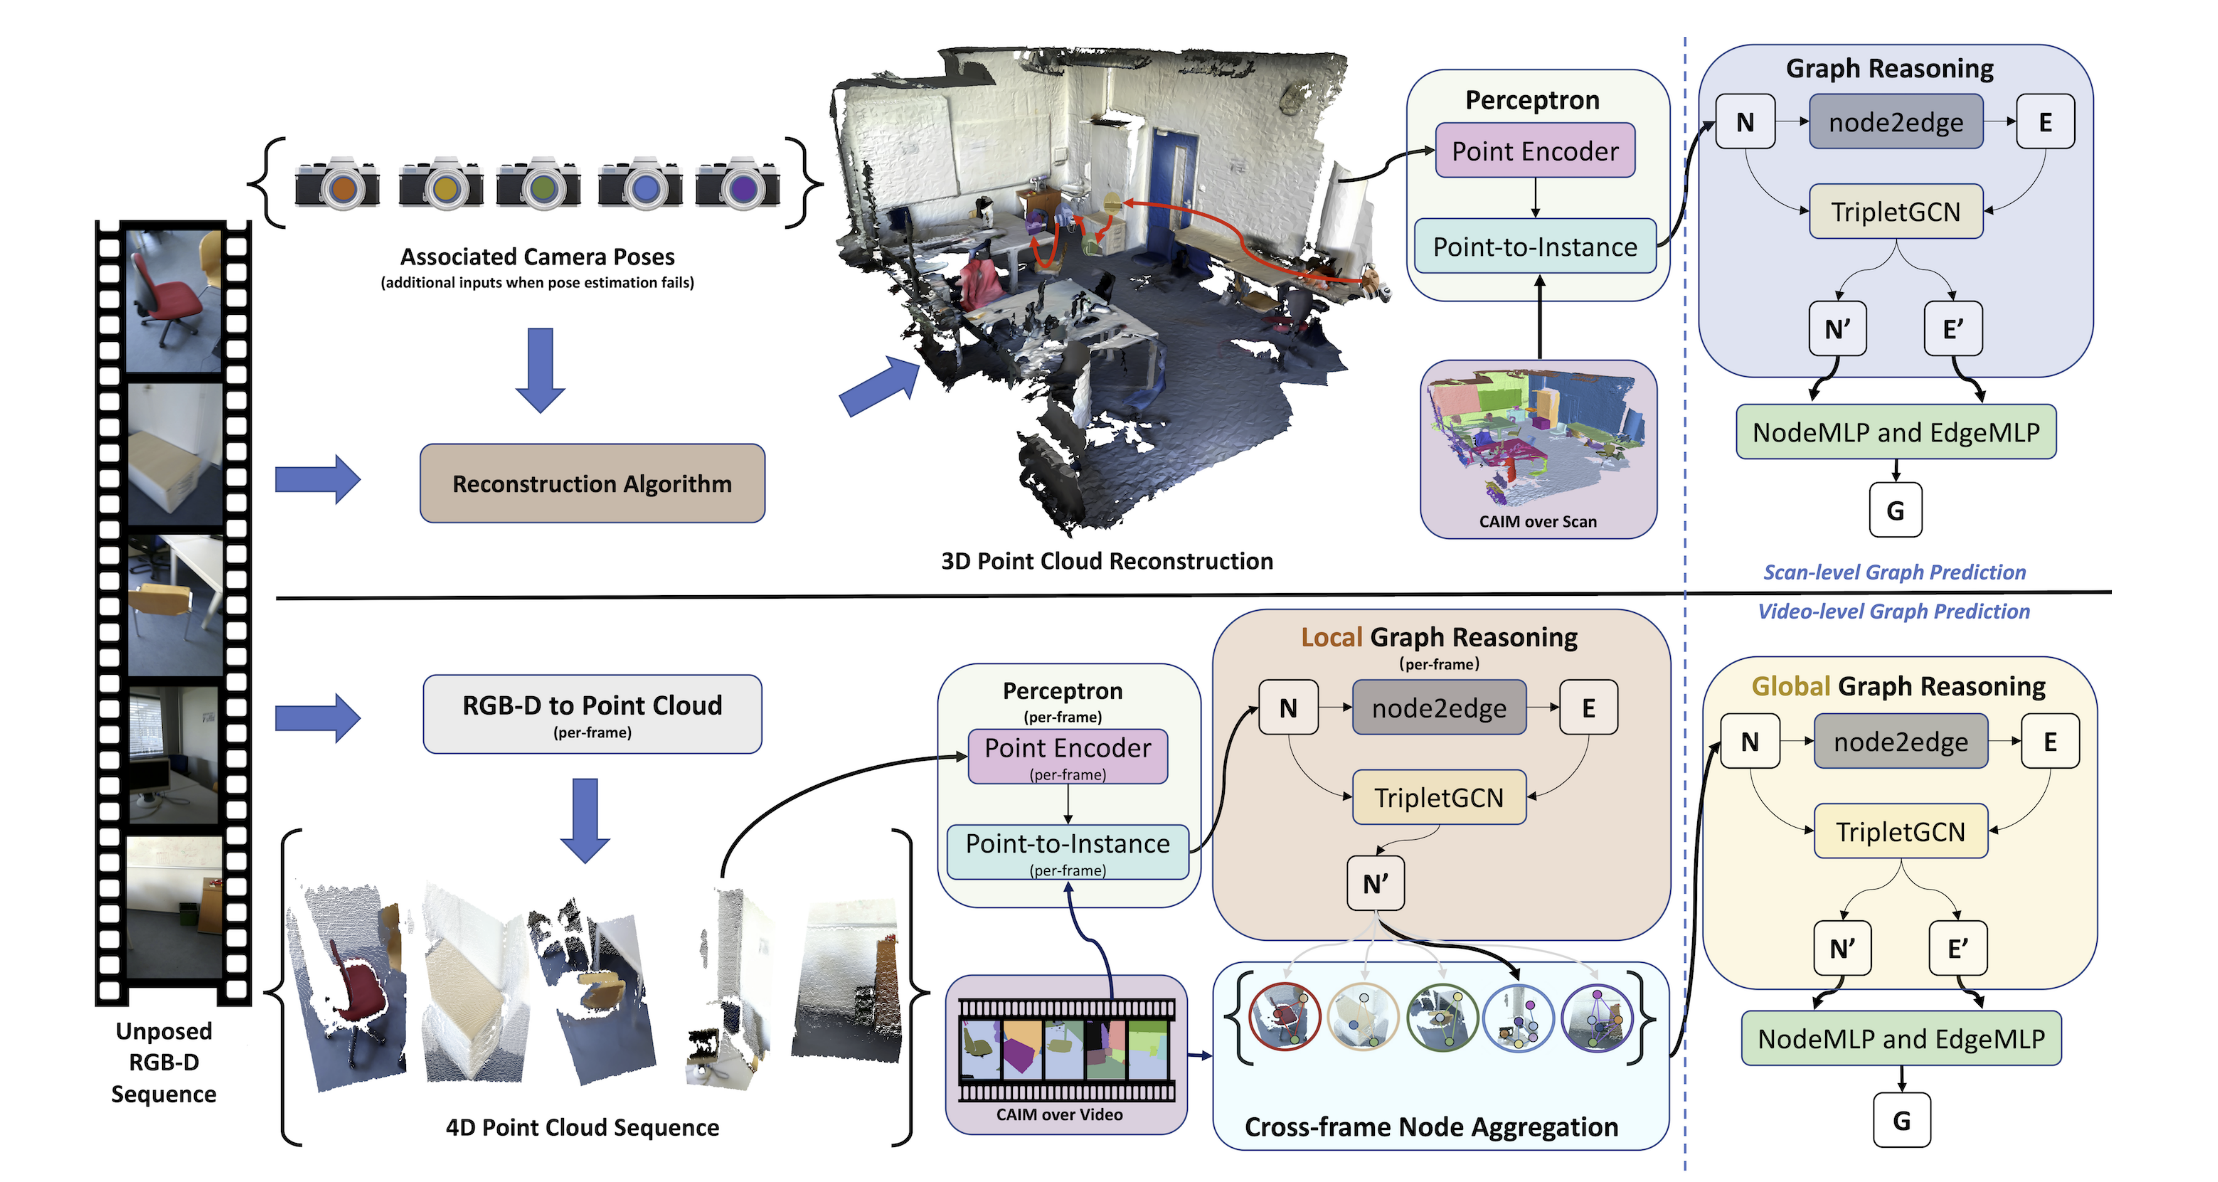 Associated Camera Poses
(additional inputs when pose estimation fails)
Reconstruction Algorithm
3D Point Cloud Reconstruction
Perceptron
Point Encoder
Point-to-Instance
CAIM over Scan
Graph Reasoning
N
node2edge
E
TripletGCN
N’
E’
NodeMLP and EdgeMLP
G
Scan-level Graph Prediction
Video-level Graph Prediction
Unposed
RGB-D
Sequence
RGB-D to Point Cloud
(per-frame)
4D Point Cloud Sequence
Perceptron
(per-frame)
Point Encoder
(per-frame)
Point-to-Instance
(per-frame)
CAIM over Video
Local Graph Reasoning
(per-frame)
N
node2edge
E
TripletGCN
N’
Cross-frame Node Aggregation
Global Graph Reasoning
N
node2edge
E
TripletGCN
N’
E’
NodeMLP and EdgeMLP
G